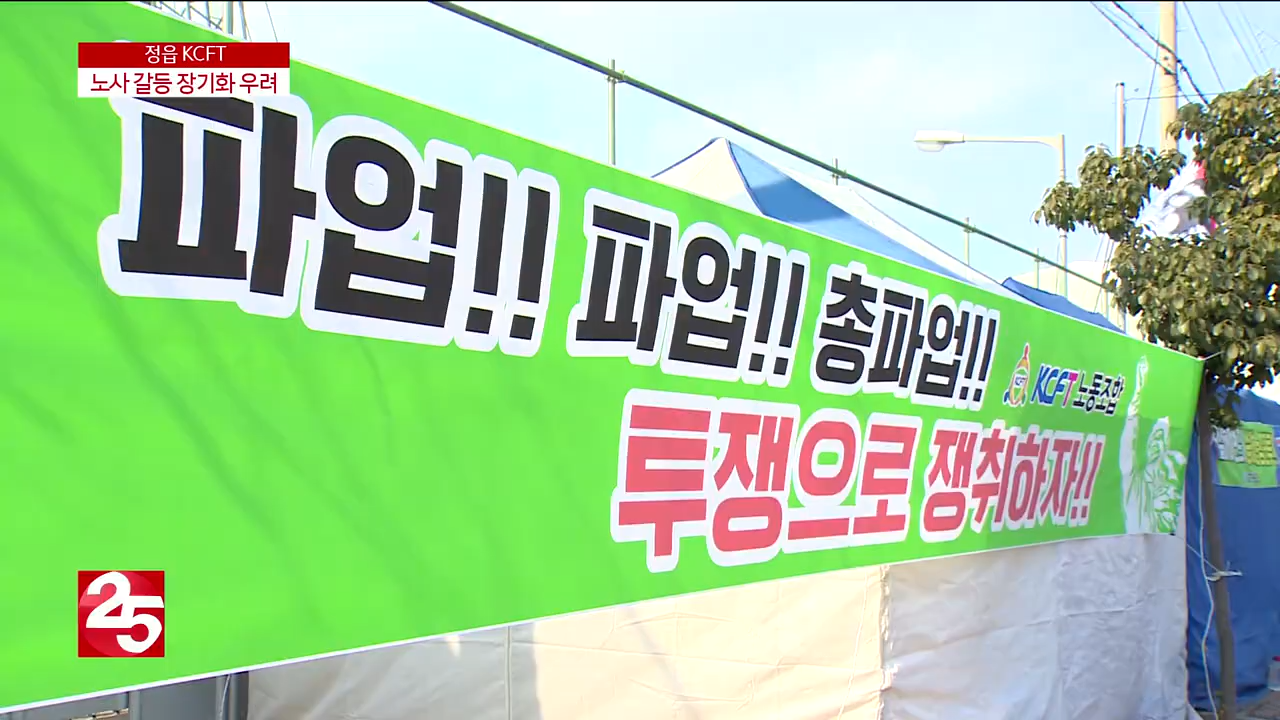 정읍 KCFT
노사 갈등 장기화 우려
파업!! 파업!! 총파업!!
KCFT
KCFT 노동조합
투쟁으로 쟁취하자!!
25